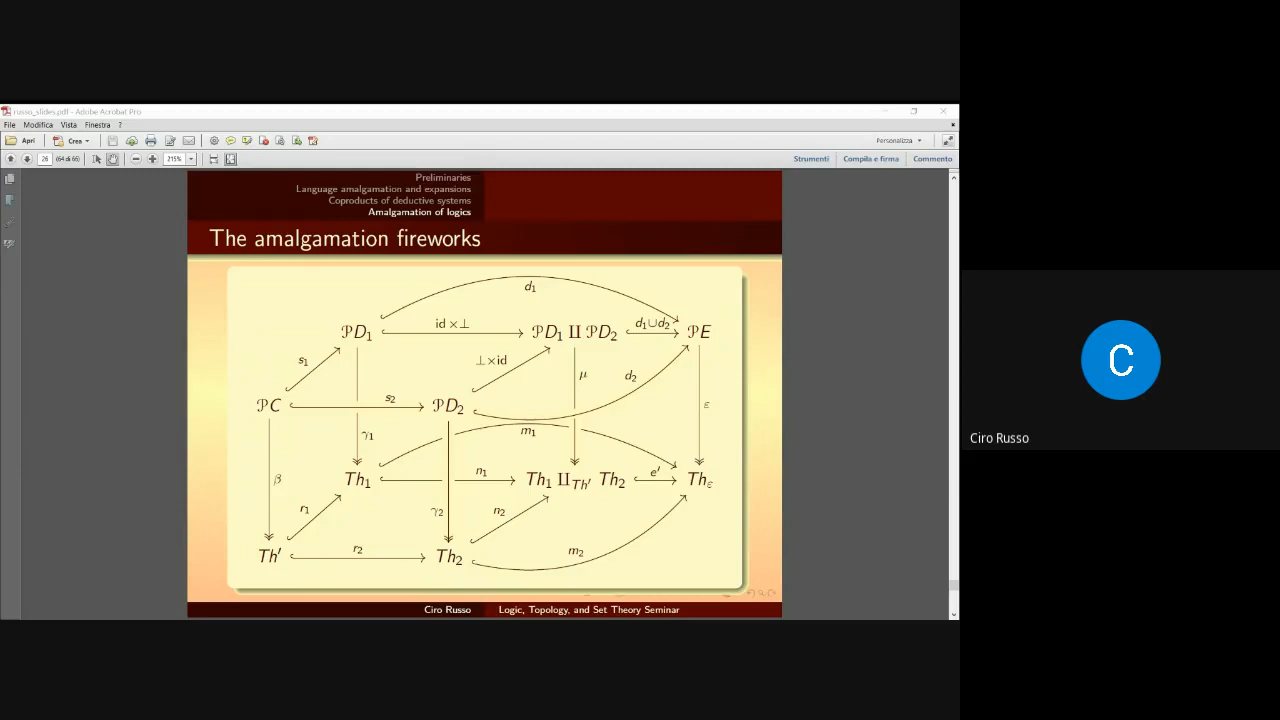 russo_slides.pdf - Adobe Acrobat Pro
File Modifica Vista Finestra ?
Apri Crea Personalizza
26 (64 di 66) 215% Strumenti Compila e firma Commento
Preliminaries
Language amalgamation and expansions
Coproducts of deductive systems
Amalgamation of logics
The amalgamation fireworks
d₁
𝒫D₁ id × ⊥ 𝒫D₁ ∐ 𝒫D₂ d₁∪d₂ 𝒫E
s₁ ⊥×id μ d₂
𝒫C s₂ 𝒫D₂ ε
γ₁ m₁
β Th₁ n₁ Th₁ ∐Th′ Th₂ e′ Thε
r₁ γ₂ n₂
Th′ r₂ Th₂ m₂
Ciro Russo Logic, Topology, and Set Theory Seminar
C
Ciro Russo